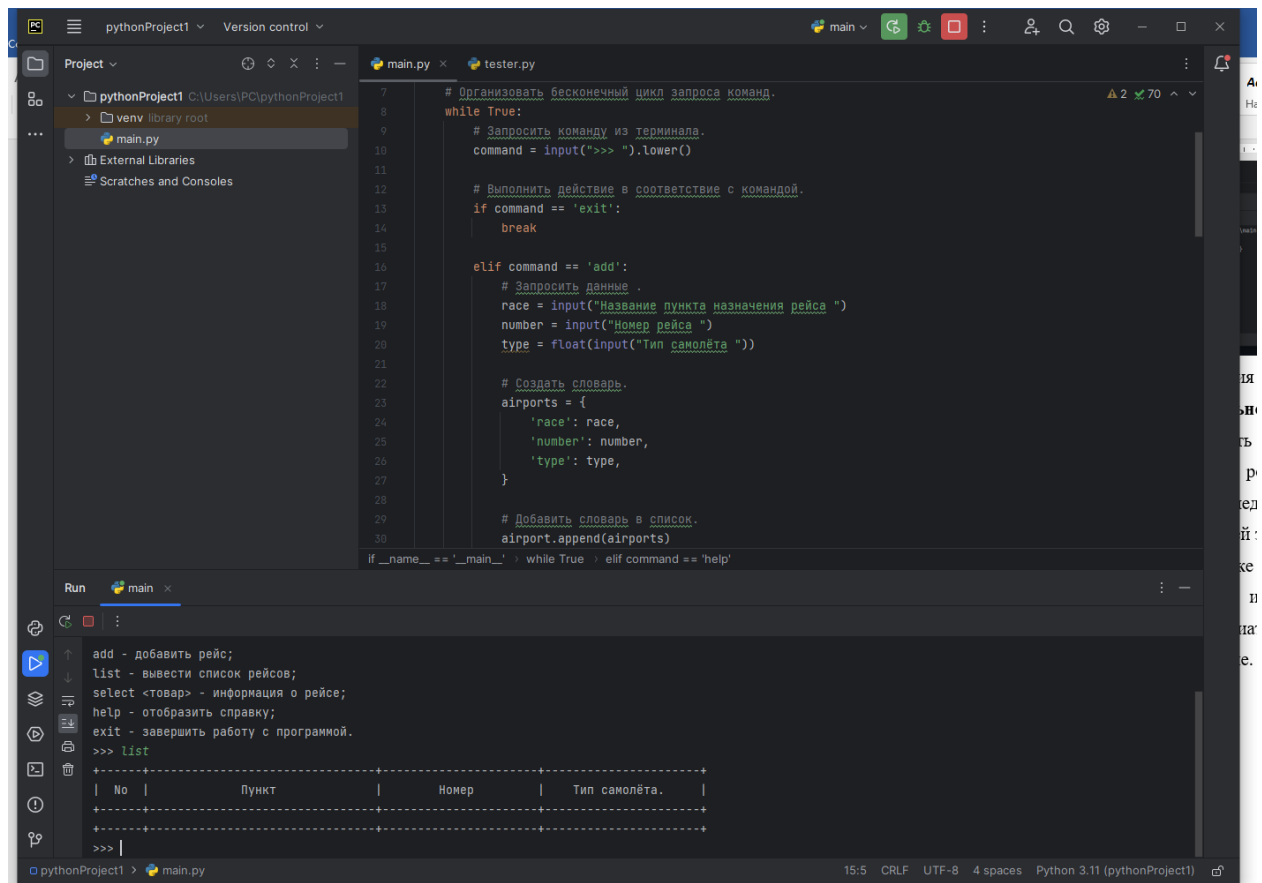 PC pythonProject1 Version control main
Project
main.py
tester.py
pythonProject1 C:\Users\PC\pythonProject1
venv library root
main.py
External Libraries
Scratches and Consoles
2 70
7 # Организовать бесконечный цикл запроса команд.
8 while True:
9 # Запросить команду из терминала.
10 command = input(">>> ").lower()
11
12 # Выполнить действие в соответствие с командой.
13 if command == 'exit':
14 break
15
16 elif command == 'add':
17 # Запросить данные .
18 race = input("Название пункта назначения рейса ")
19 number = input("Номер рейса ")
20 type = float(input("Тип самолёта "))
21
22 # Создать словарь.
23 airports = {
24 'race': race,
25 'number': number,
26 'type': type,
27 }
28
29 # Добавить словарь в список.
30 airport.append(airports)
if __name__ == '__main__' › while True › elif command == 'help'
Run main
add - добавить рейс;
list - вывести список рейсов;
select <товар> - информация о рейсе;
help - отобразить справку;
exit - завершить работу с программой.
>>> list
+------+--------------------------------+----------------------+----------------------+
| No | Пункт | Номер | Тип самолёта. |
+------+--------------------------------+----------------------+----------------------+
+------+--------------------------------+----------------------+----------------------+
>>>
pythonProject1 › main.py 15:5 CRLF UTF-8 4 spaces Python 3.11 (pythonProject1)